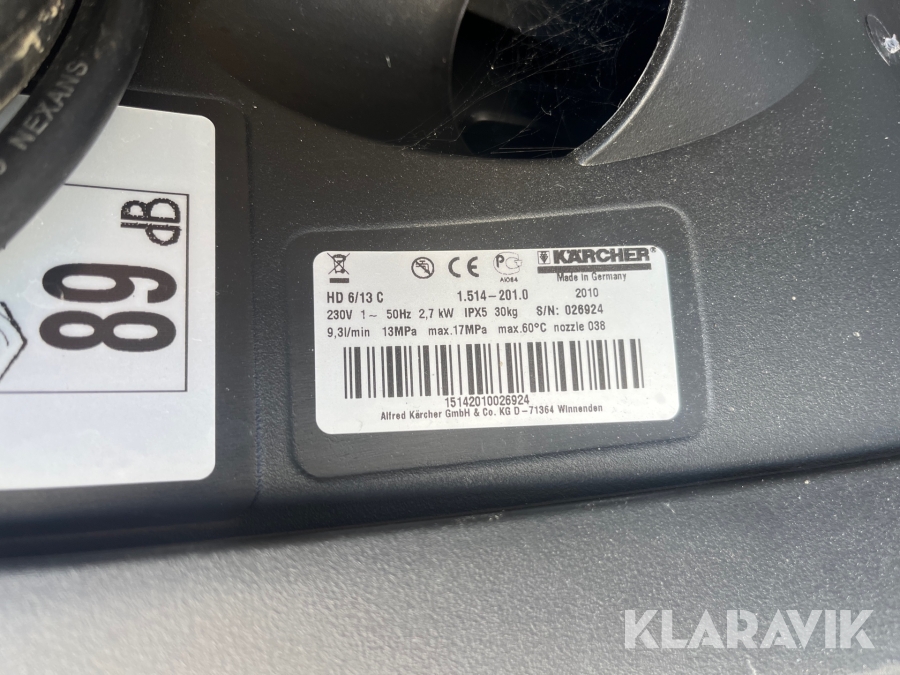 NEXANS
dB
68
KÄRCHER®
Made in Germany
HD 6/13 C 1.514-201.0 2010
230V 1~ 50Hz 2,7 kW IPX5 30kg S/N: 026924
9,3l/min 13MPa max.17MPa max.60°C nozzle 038
15142010026924
Alfred Kärcher GmbH & Co. KG D-71364 Winnenden
KLARAVIK